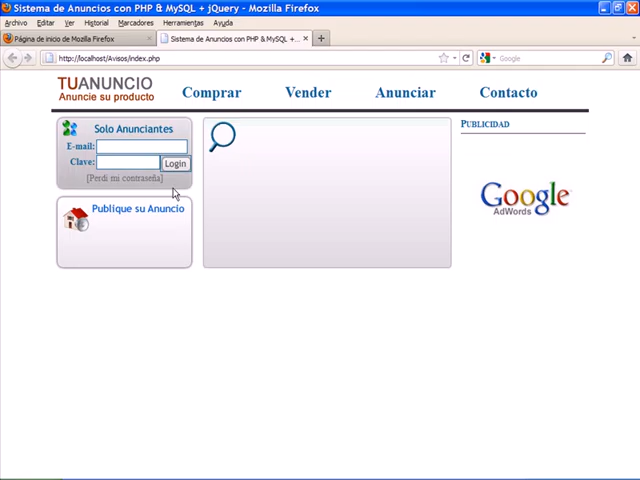 Sistema de Anuncios con PHP & MySQL + jQuery - Mozilla Firefox
Archivo Editar Ver Historial Marcadores Herramientas Ayuda
Página de inicio de Mozilla Firefox
Sistema de Anuncios con PHP & MySQL +...
http://localhost/Avisos/index.php
Google
TUANUNCIO
Anuncie su producto
Comprar Vender Anunciar Contacto
Solo Anunciantes
E-mail:
Clave: Login
[Perdi mi contraseña]
Publique su Anuncio
PUBLICIDAD
Google
AdWords